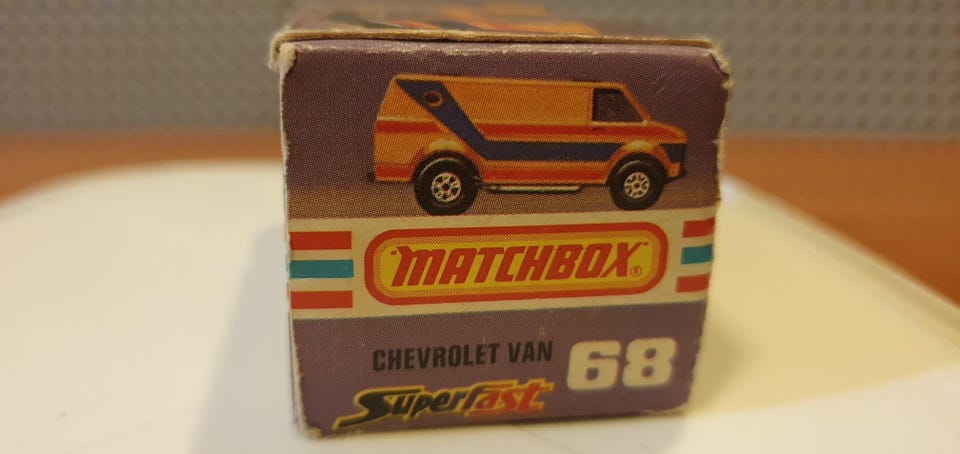 "MATCHBOX"®
CHEVROLET VAN 68
Superfast